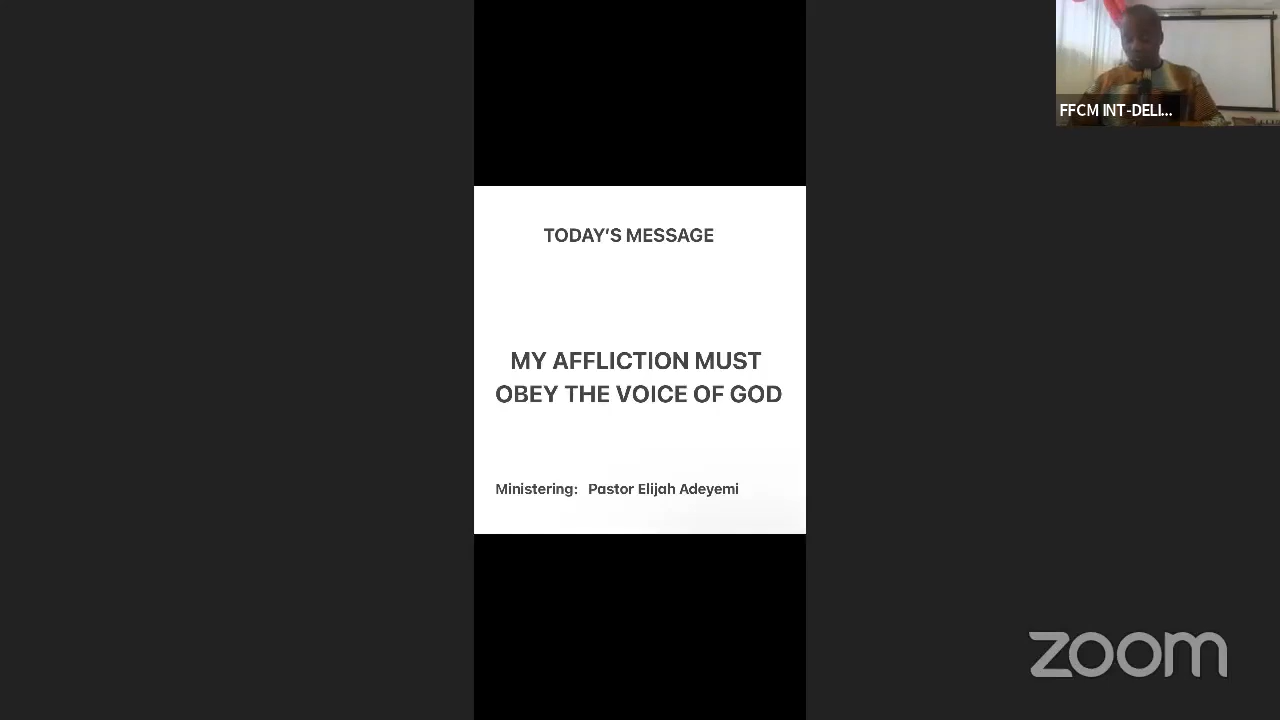 FFCM INT-DELI...
TODAY'S MESSAGE
MY AFFLICTION MUST
OBEY THE VOICE OF GOD
Ministering: Pastor Elijah Adeyemi
zoom